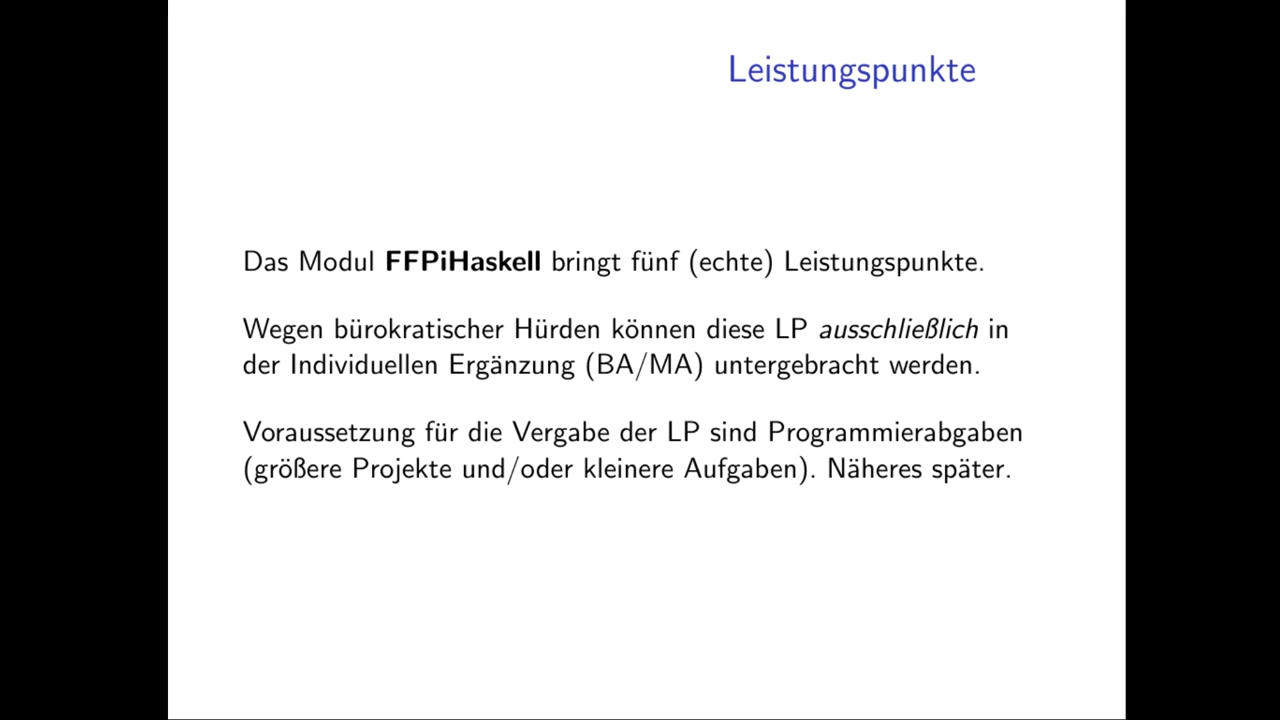 Leistungspunkte
Das Modul FFPiHaskell bringt fünf (echte) Leistungspunkte.
Wegen bürokratischer Hürden können diese LP ausschließlich in
der Individuellen Ergänzung (BA/MA) untergebracht werden.
Voraussetzung für die Vergabe der LP sind Programmierabgaben
(größere Projekte und/oder kleinere Aufgaben). Näheres später.